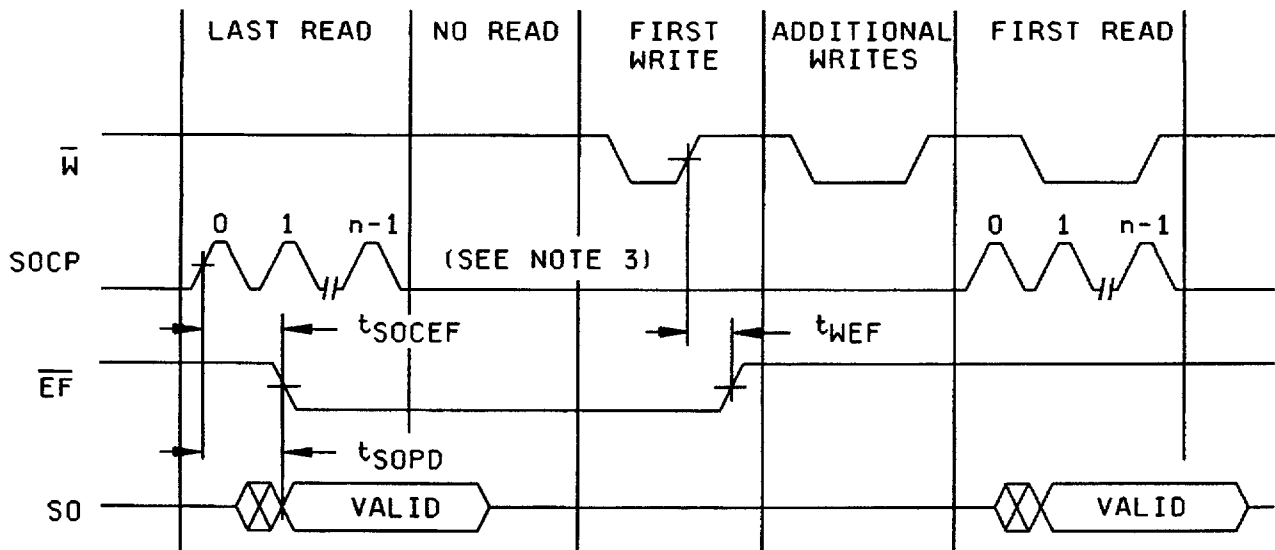 LAST READ NO READ FIRST WRITE ADDITIONAL WRITES FIRST READ
W̅
0 1 n-1 0 1 n-1
SOCP (SEE NOTE 3)
tSOCEF tWEF
E̅F̅
tSOPD
SO VALID VALID